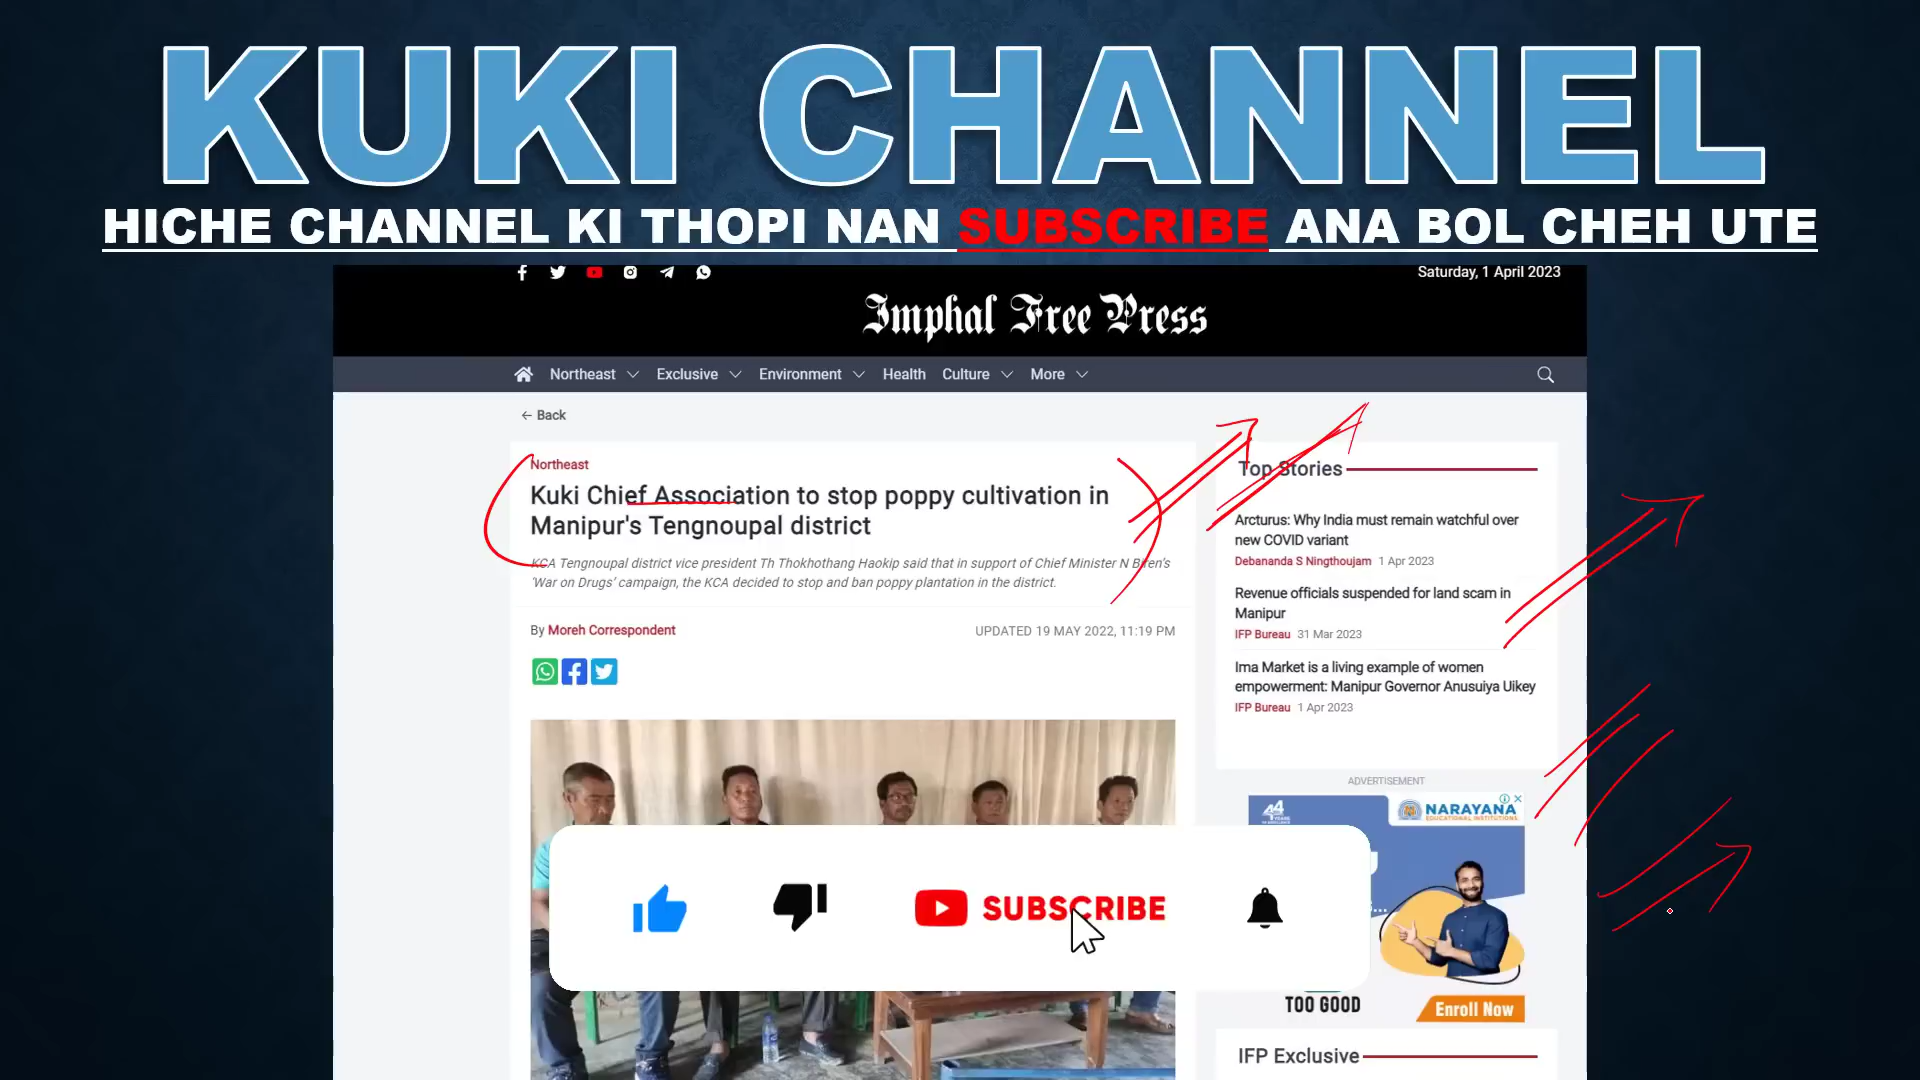 KUKI CHANNEL
HICHE CHANNEL KI THOPI NAN SUBSCRIBE ANA BOL CHEH UTE
Saturday, 1 April 2023
Imphal Free Press
Northeast Exclusive Environment Health Culture More
← Back
Northeast
Kuki Chief Association to stop poppy cultivation in
Manipur's Tengnoupal district
KCA Tengnoupal district vice president Th Thokhothang Haokip said that in support of Chief Minister N Biren's
'War on Drugs' campaign, the KCA decided to stop and ban poppy plantation in the district.
By Moreh Correspondent UPDATED 19 MAY 2022, 11:19 PM
Top Stories
Arcturus: Why India must remain watchful over
new COVID variant
Debananda S Ningthoujam 1 Apr 2023
Revenue officials suspended for land scam in
Manipur
IFP Bureau 31 Mar 2023
Ima Market is a living example of women
empowerment: Manipur Governor Anusuiya Uikey
IFP Bureau 1 Apr 2023
ADVERTISEMENT
NARAYANA
EDUCATIONAL INSTITUTIONS
TOO GOOD
Enroll Now
SUBSCRIBE
IFP Exclusive